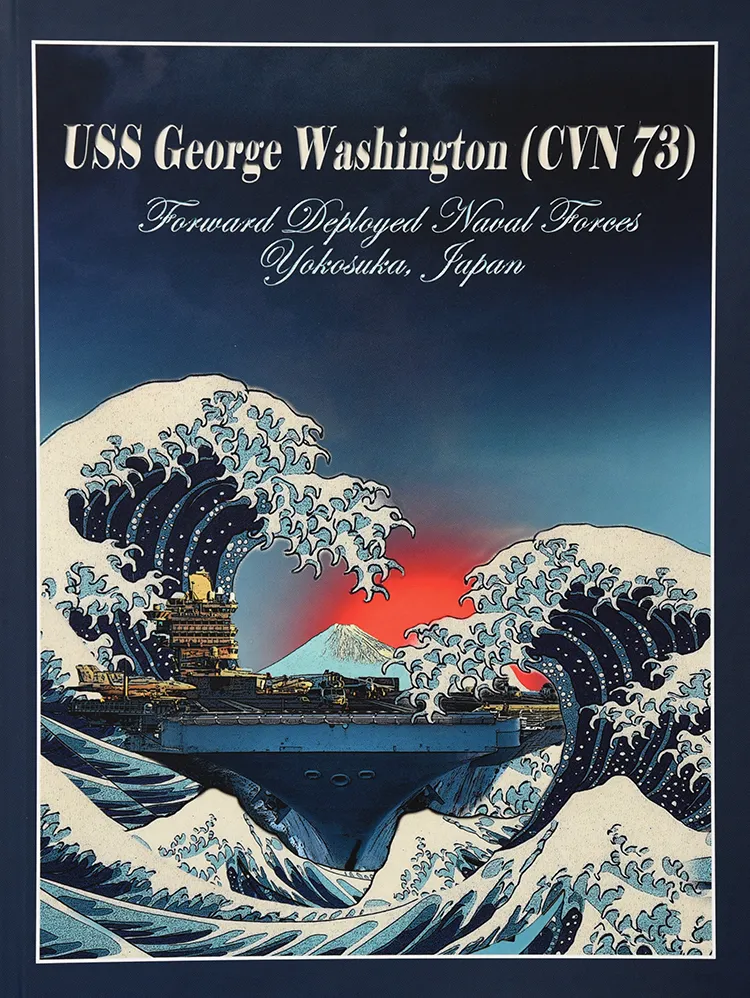 USS George Washington (CVN 73)
Forward Deployed Naval Forces
Yokosuka, Japan